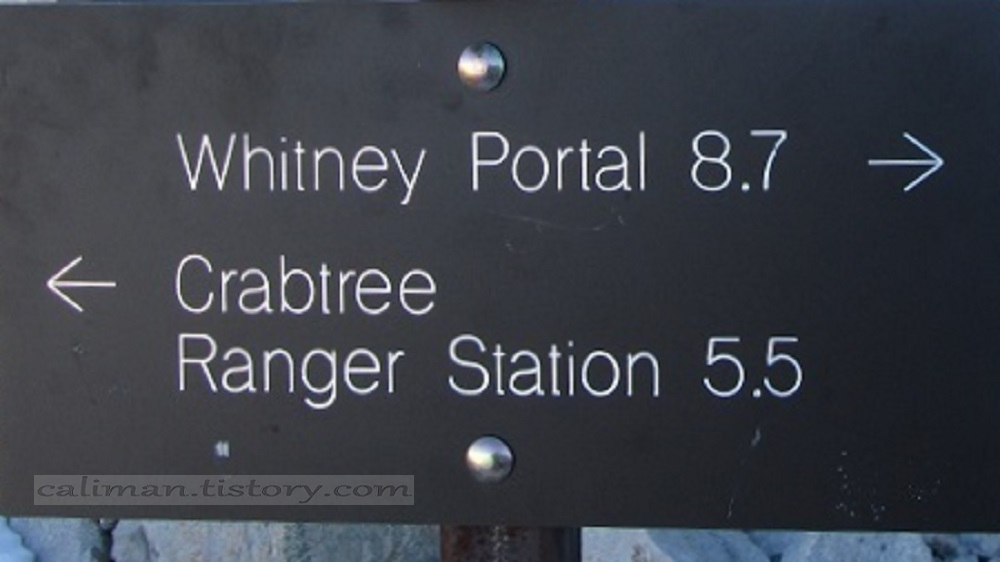 Whitney Portal 8.7 →
← Crabtree
Ranger Station 5.5
caliman.tistory.com